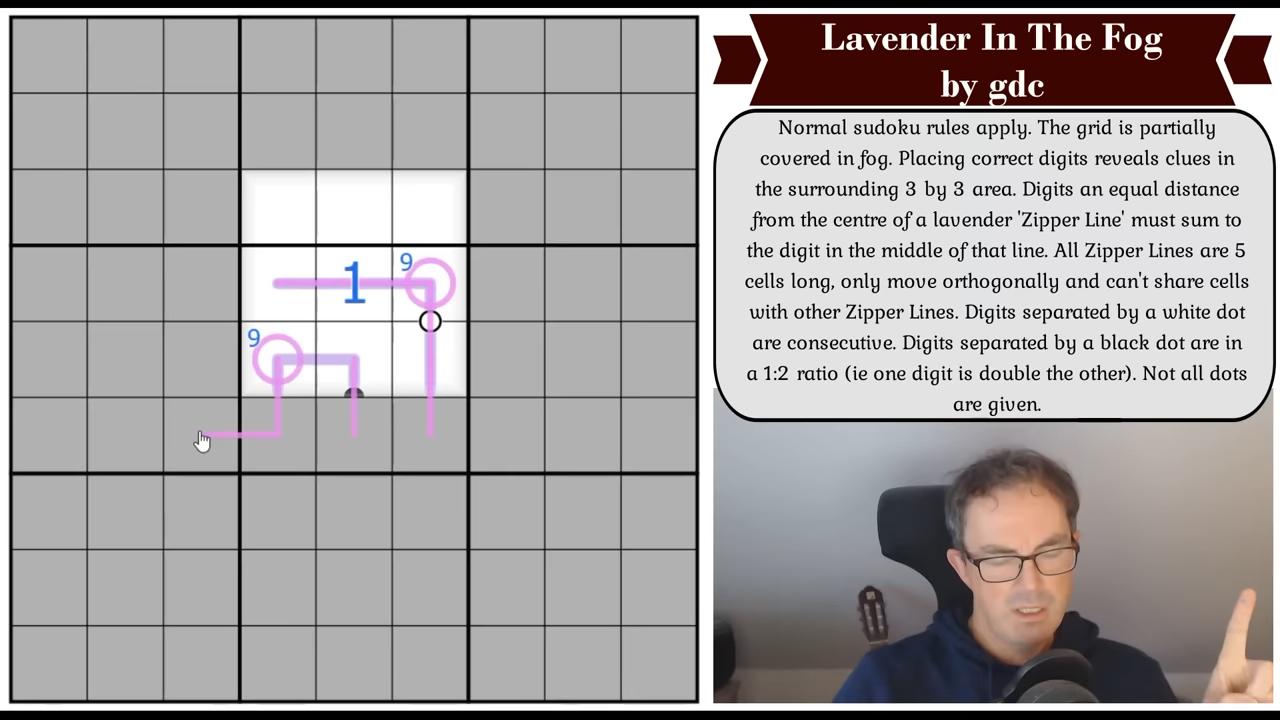 Lavender In The Fog
by gdc
Normal sudoku rules apply. The grid is partially
covered in fog. Placing correct digits reveals clues in
the surrounding 3 by 3 area. Digits an equal distance
from the centre of a lavender 'Zipper Line' must sum to
the digit in the middle of that line. All Zipper Lines are 5
cells long, only move orthogonally and can't share cells
with other Zipper Lines. Digits separated by a white dot
are consecutive. Digits separated by a black dot are in
a 1:2 ratio (ie one digit is double the other). Not all dots
are given.
1 9
9